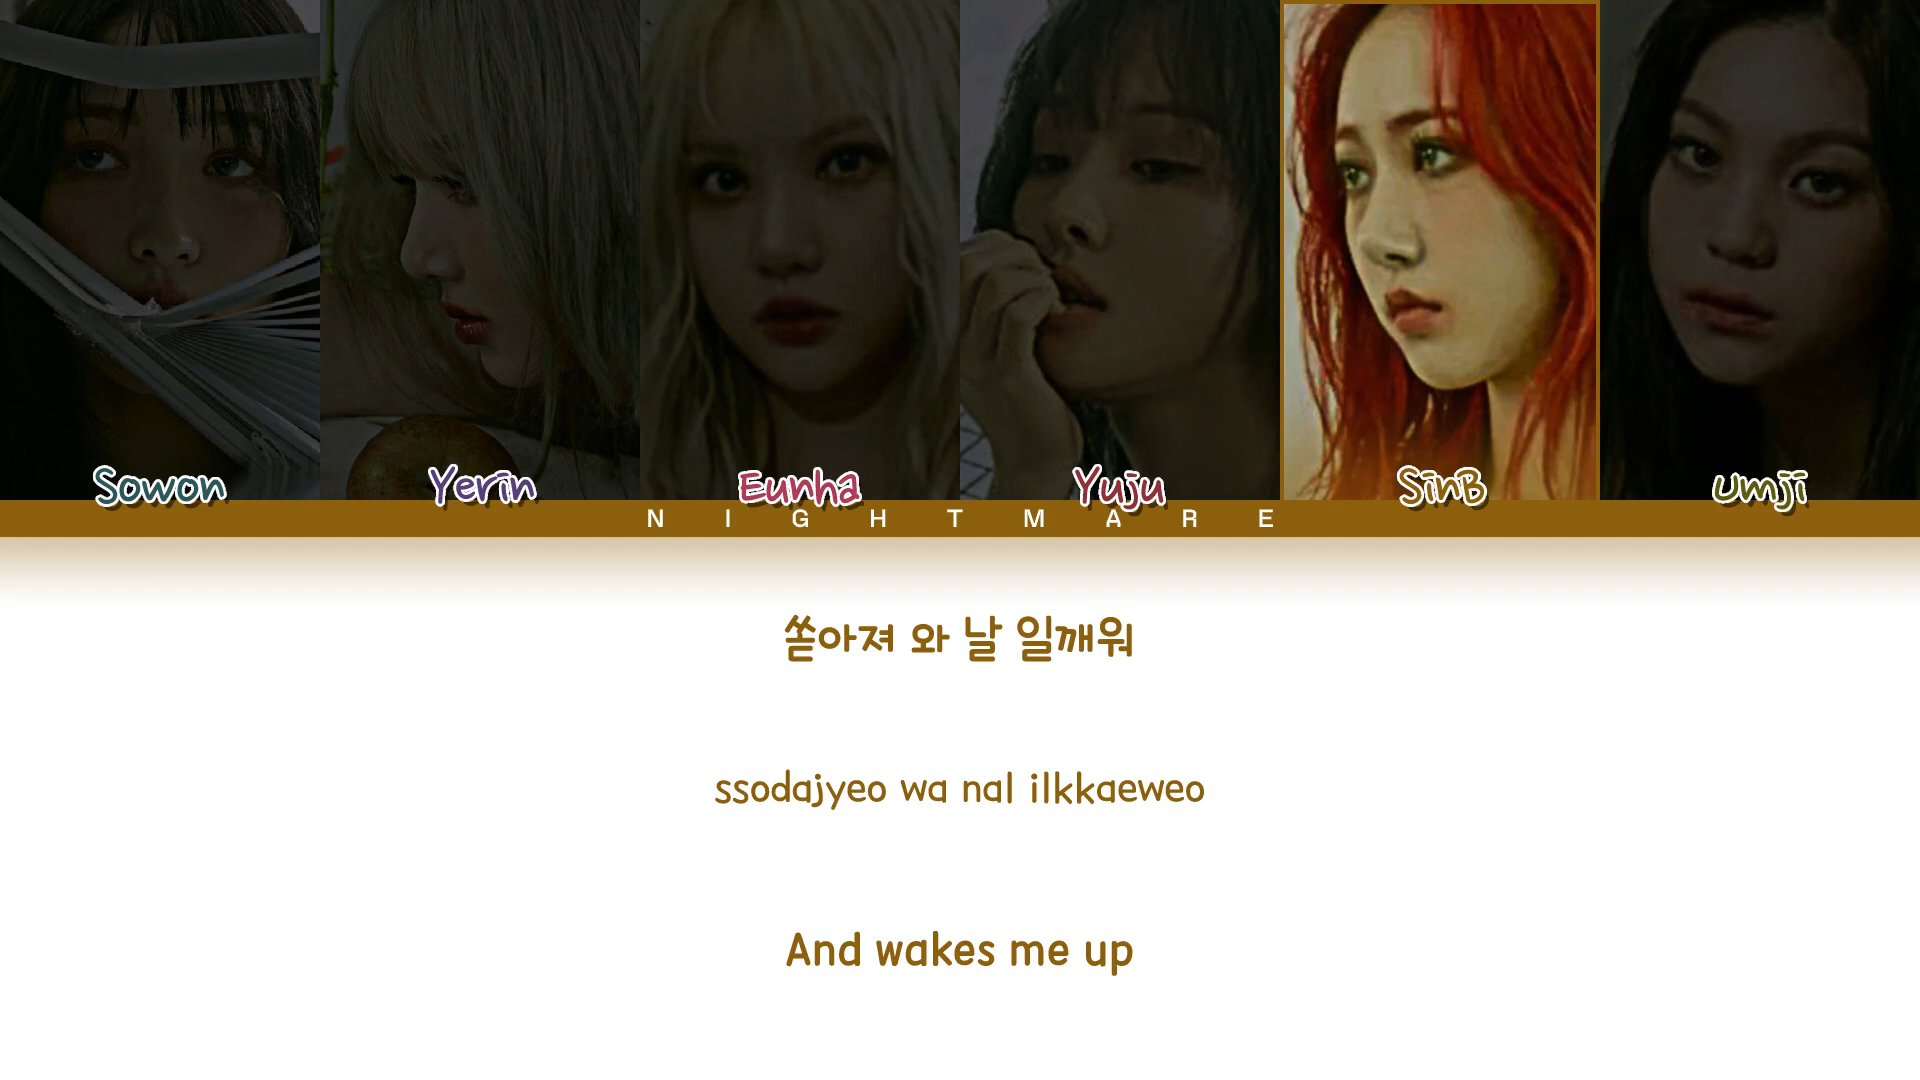 Sowon Yerin Eunha Yuju SinB Umji
NIGHTMARE
쏟아져 와 날 일깨워
ssodajyeo wa nal ilkkaeweo
And wakes me up